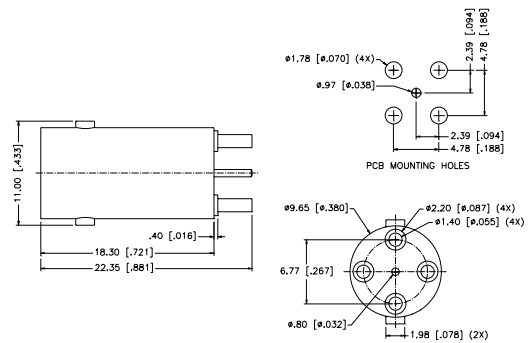 ø1.78 [ø.070] (4X)
ø.97 [ø.038]
2.39 [.094]
4.78 [.188]
2.39 [.094]
4.78 [.188]
PCB MOUNTING HOLES
11.00 [.433]
.40 [.016]
18.30 [.721]
22.35 [.881]
ø9.65 [ø.380]
ø2.20 [ø.087] (4X)
ø1.40 [ø.055] (4X)
6.77 [.267]
ø.80 [ø.032]
1.98 [.078] (2X)